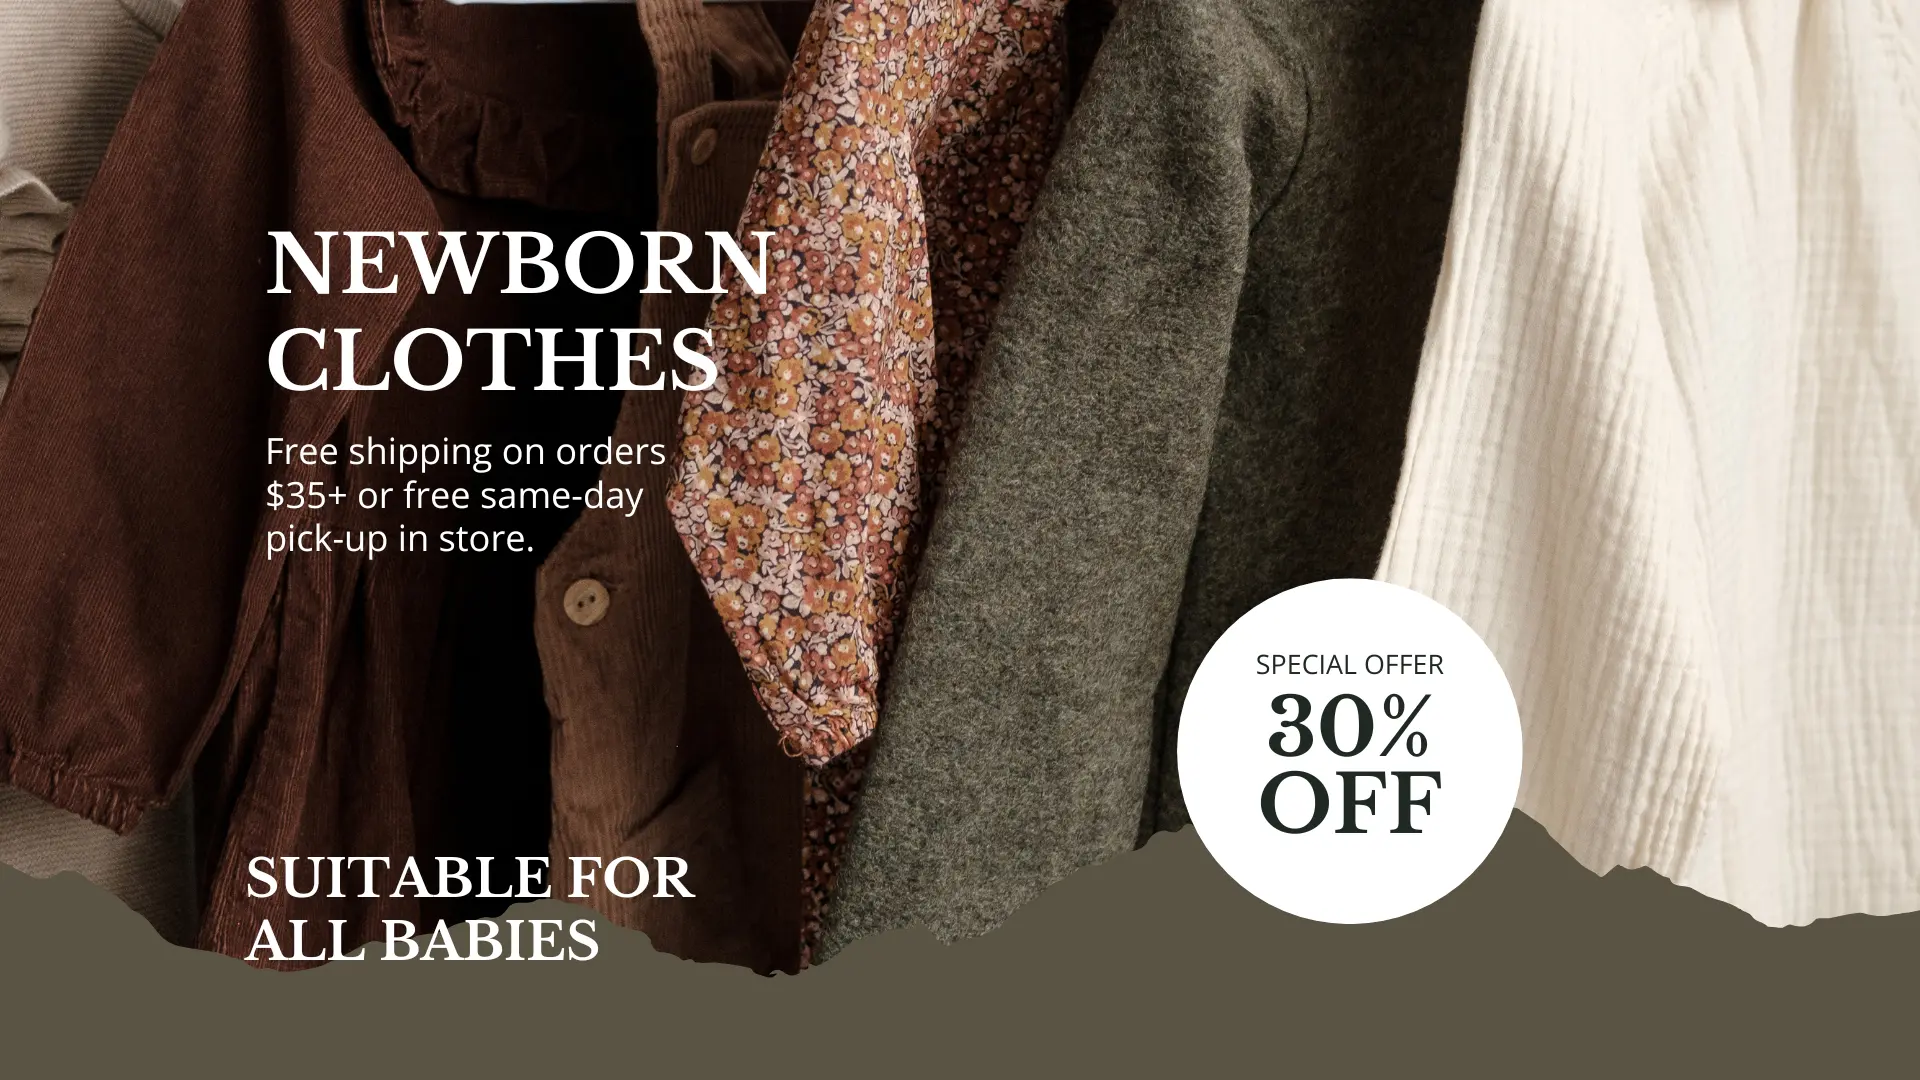 NEWBORN
CLOTHES
Free shipping on orders
$35+ or free same-day
pick-up in store.
SPECIAL OFFER
30%
OFF
SUITABLE FOR
ALL BABIES